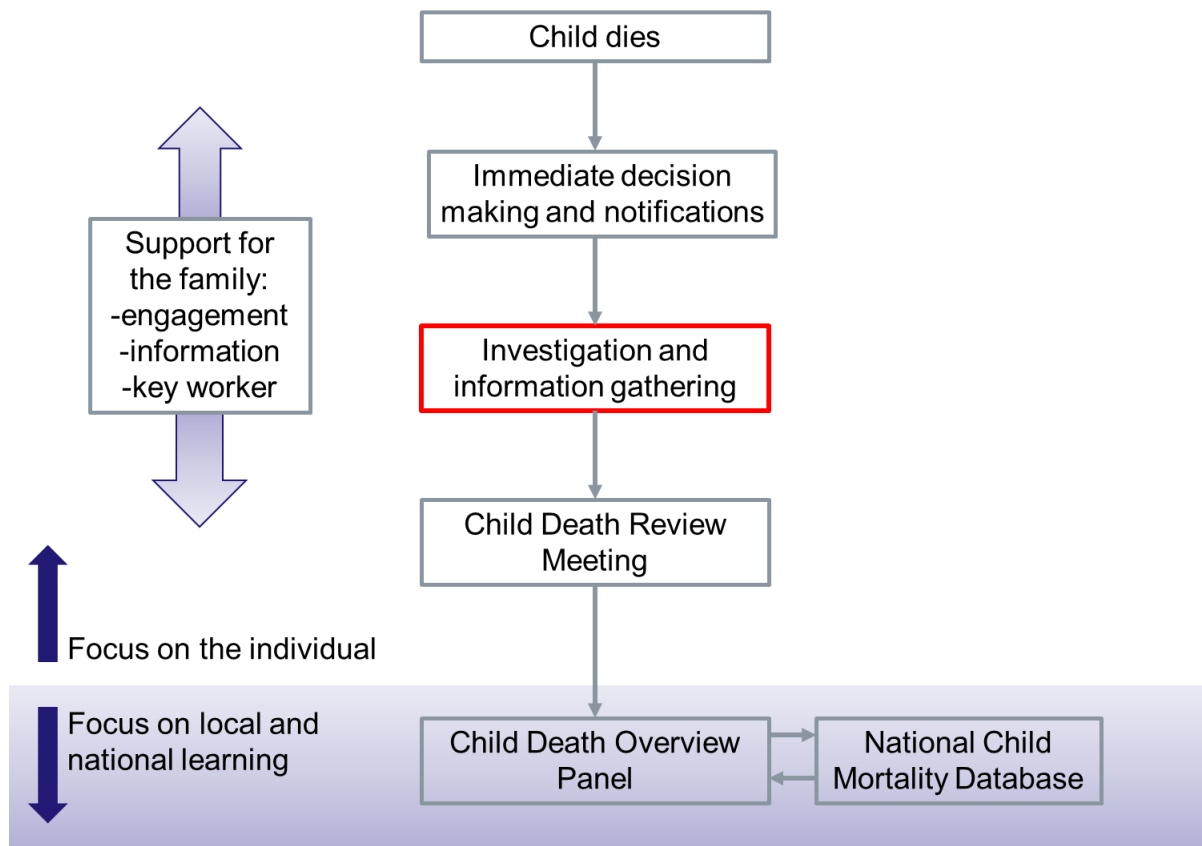 Child dies
Immediate decision
making and notifications
Support for
the family:
-engagement
-information
-key worker
Investigation and
information gathering
Child Death Review
Meeting
Focus on the individual
Focus on local and
national learning
Child Death Overview
Panel
National Child
Mortality Database